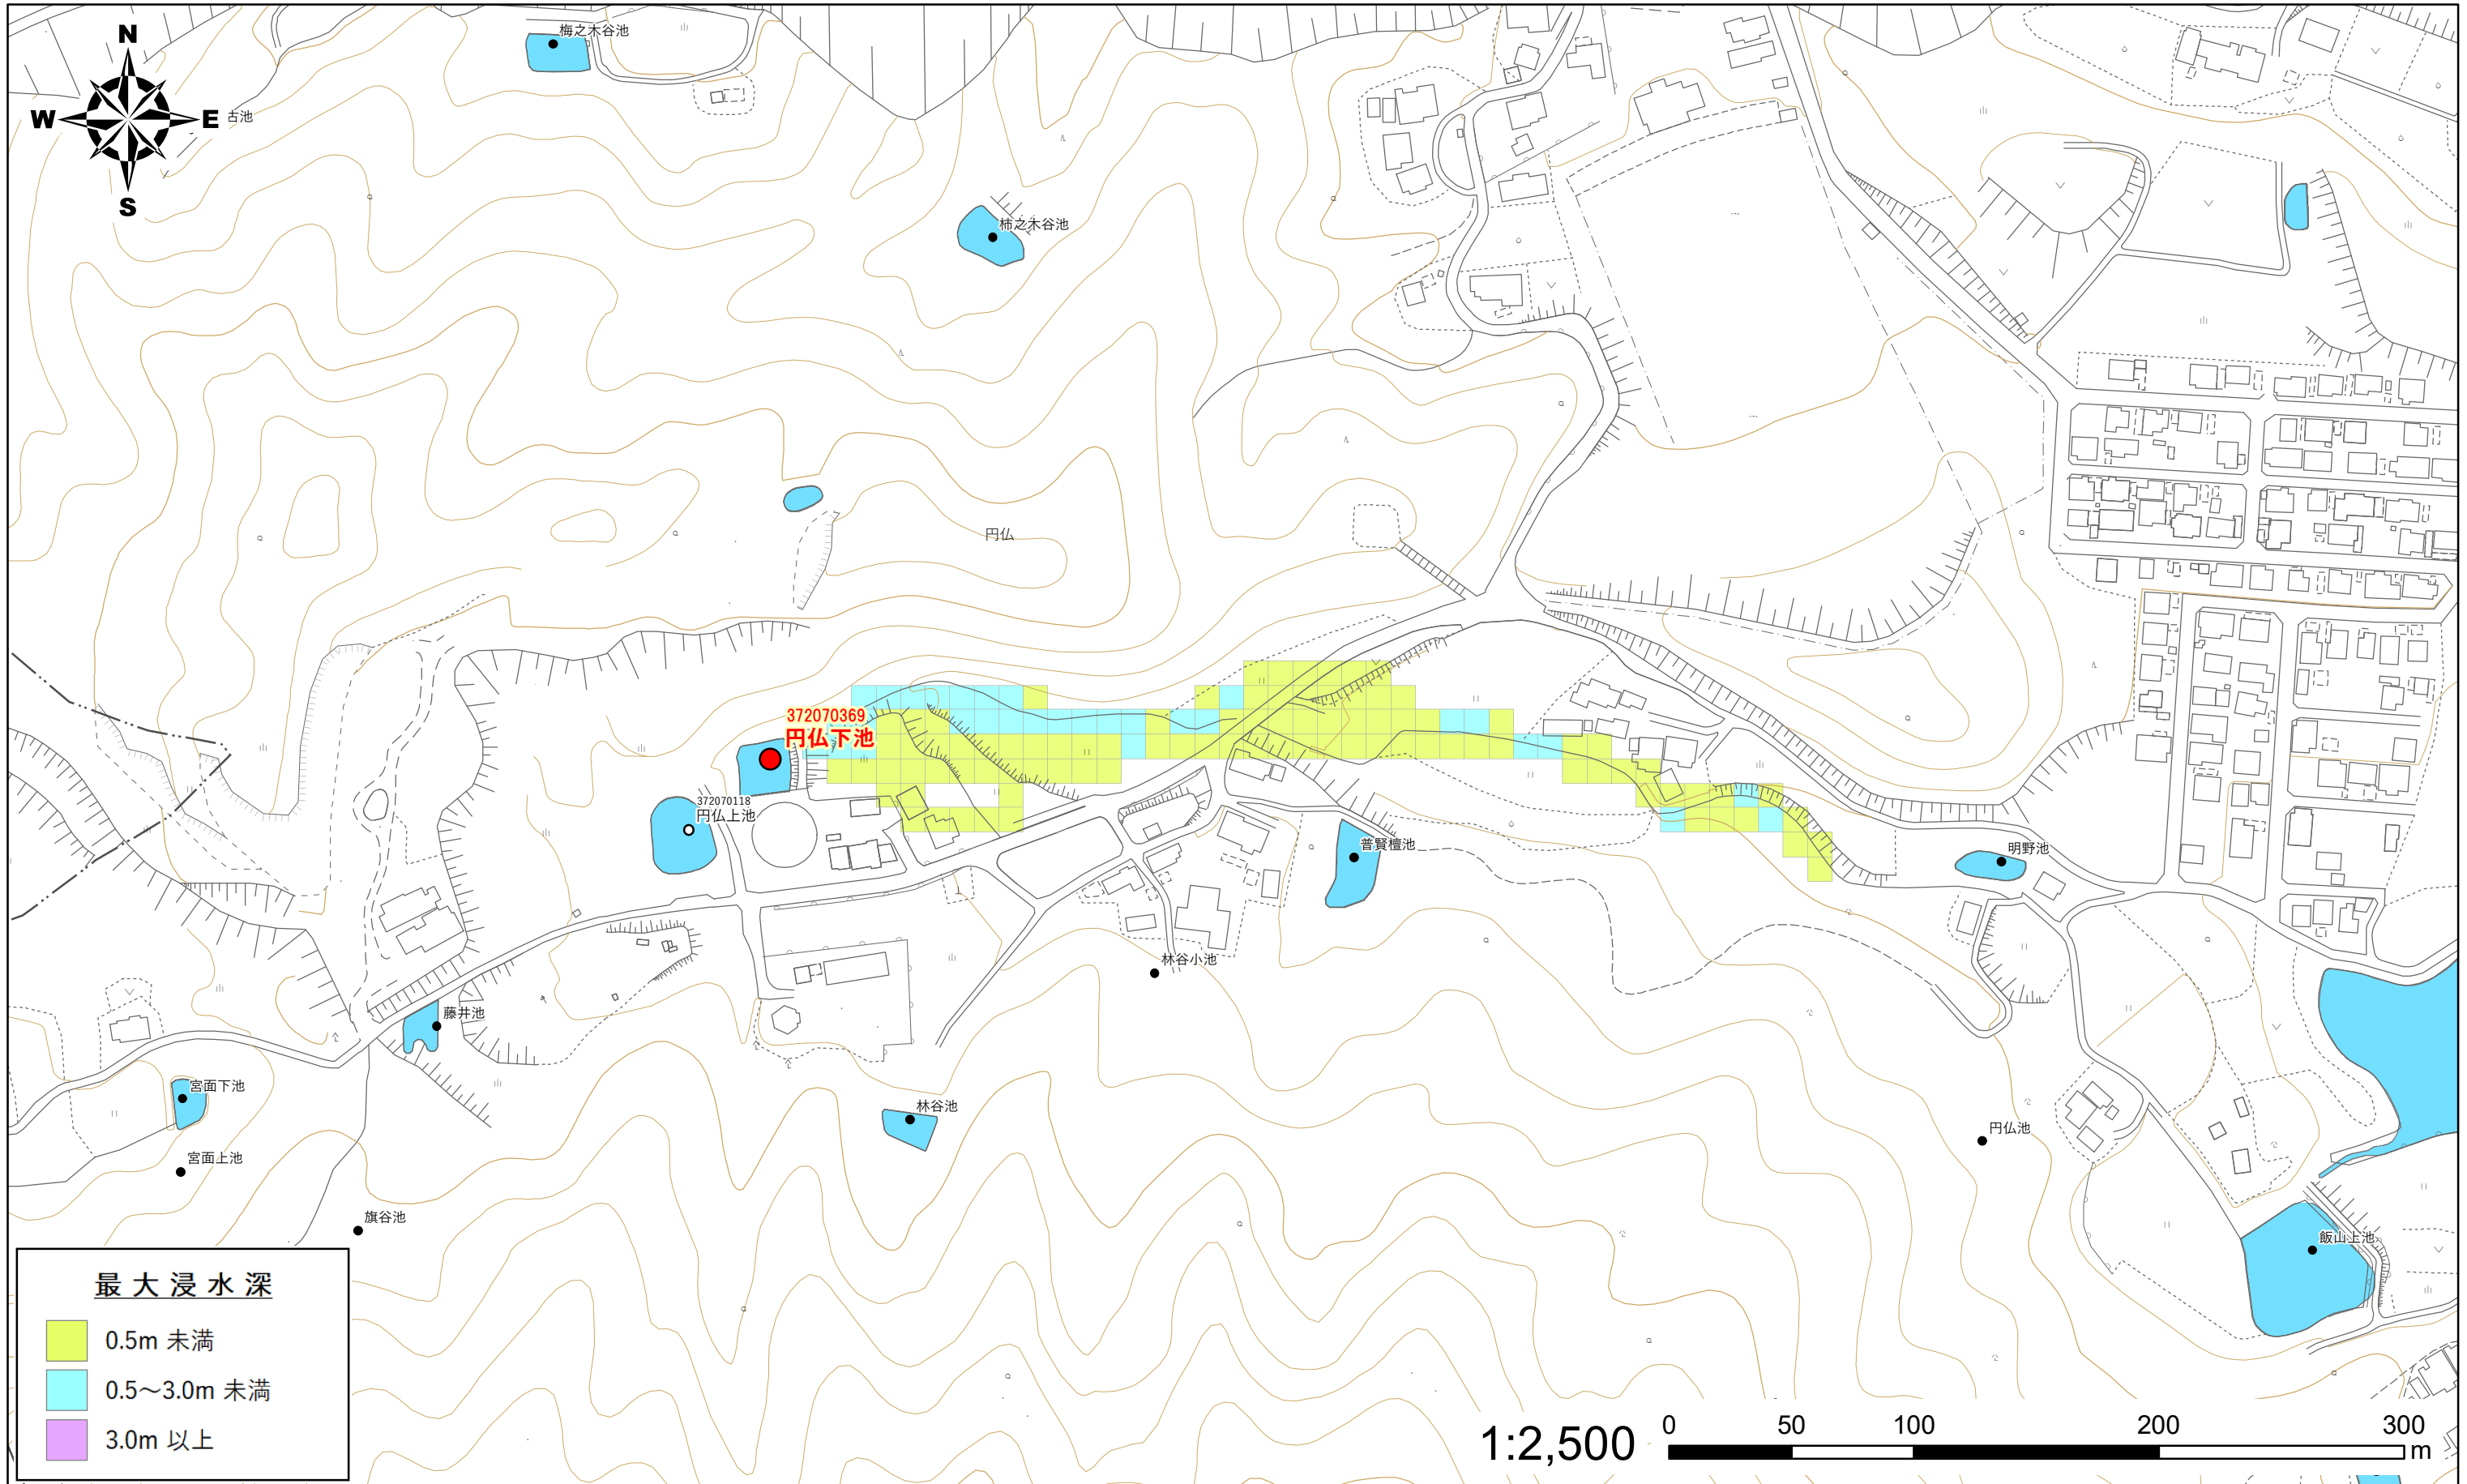 梅之木谷池
N
W
E
S
古池
柿之木谷池
円仏
372070369
円仏下池
372070118
円仏上池
普賢檀池
明野池
林谷小池
藤井池
宮面下池
林谷池
円仏池
宮面上池
旗谷池
飯山上池
最大浸水深
0.5m 未満
0.5～3.0m 未満
3.0m 以上
1:2,500
0 50 100 200 300
m